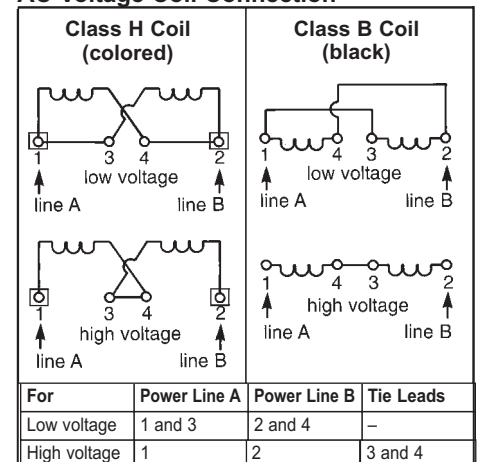 AC Voltage Coil Connection
Class H Coil
(colored)
Class B Coil
(black)
1 3 4 2
low voltage
line A line B
1 4 3 2
low voltage
line A line B
1 3 4 2
high voltage
line A line B
1 4 3 2
high voltage
line A line B
For Power Line A Power Line B Tie Leads
Low voltage 1 and 3 2 and 4 –
High voltage 1 2 3 and 4